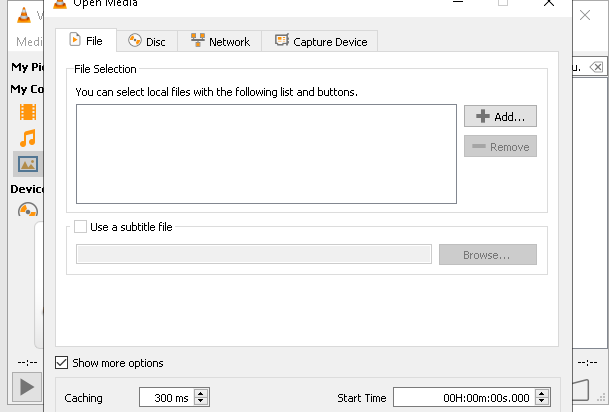 Open Media
V
Medi
File
Disc
Network
Capture Device
My Pi
u.
File Selection
My Co
You can select local files with the following list and buttons.
Add...
Remove
Device
Use a subtitle file
Browse...
--:--
Show more options
--:--
Caching
300 ms
Start Time
00H:00m:00s.000